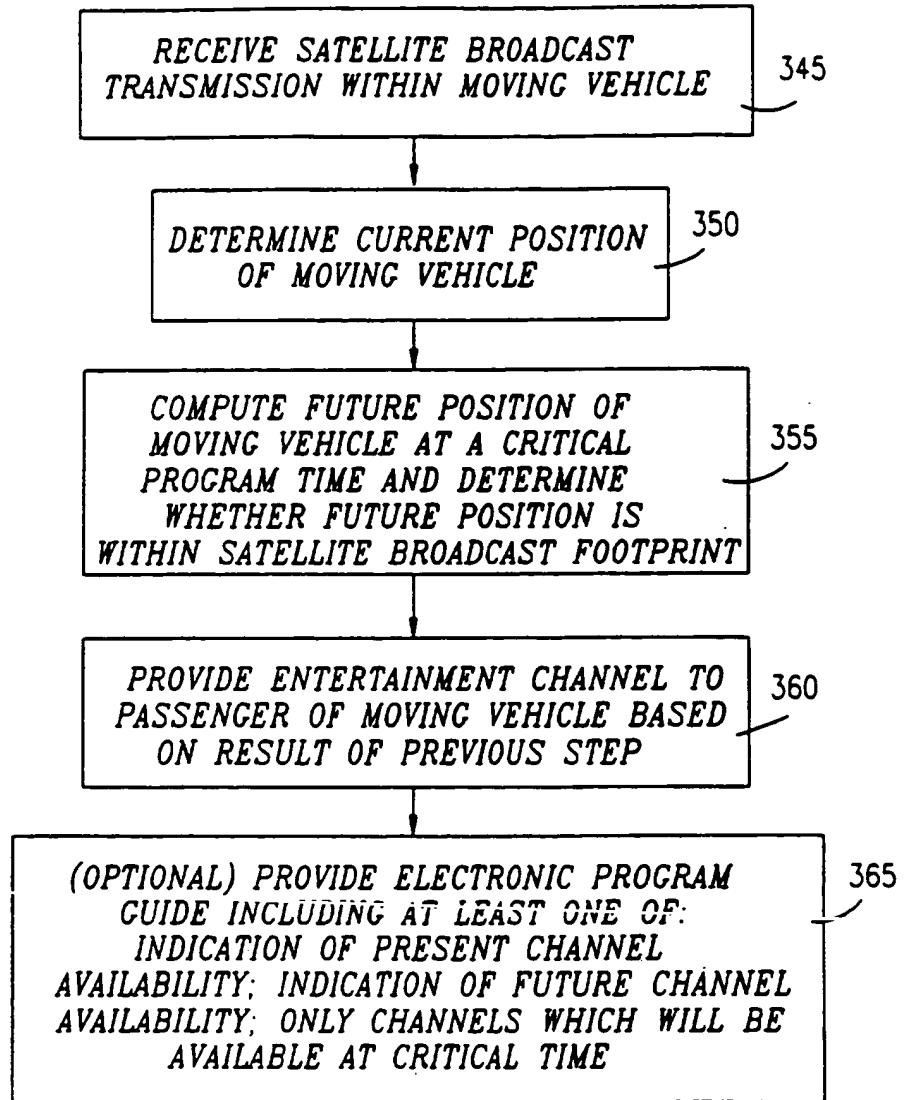 RECEIVE SATELLITE BROADCAST
TRANSMISSION WITHIN MOVING VEHICLE
345
DETERMINE CURRENT POSITION
OF MOVING VEHICLE
350
COMPUTE FUTURE POSITION OF
MOVING VEHICLE AT A CRITICAL
PROGRAM TIME AND DETERMINE
WHETHER FUTURE POSITION IS
WITHIN SATELLITE BROADCAST FOOTPRINT
355
PROVIDE ENTERTAINMENT CHANNEL TO
PASSENGER OF MOVING VEHICLE BASED
ON RESULT OF PREVIOUS STEP
360
(OPTIONAL) PROVIDE ELECTRONIC PROGRAM
GUIDE INCLUDING AT LEAST ONE OF:
INDICATION OF PRESENT CHANNEL
AVAILABILITY; INDICATION OF FUTURE CHANNEL
AVAILABILITY; ONLY CHANNELS WHICH WILL BE
AVAILABLE AT CRITICAL TIME
365